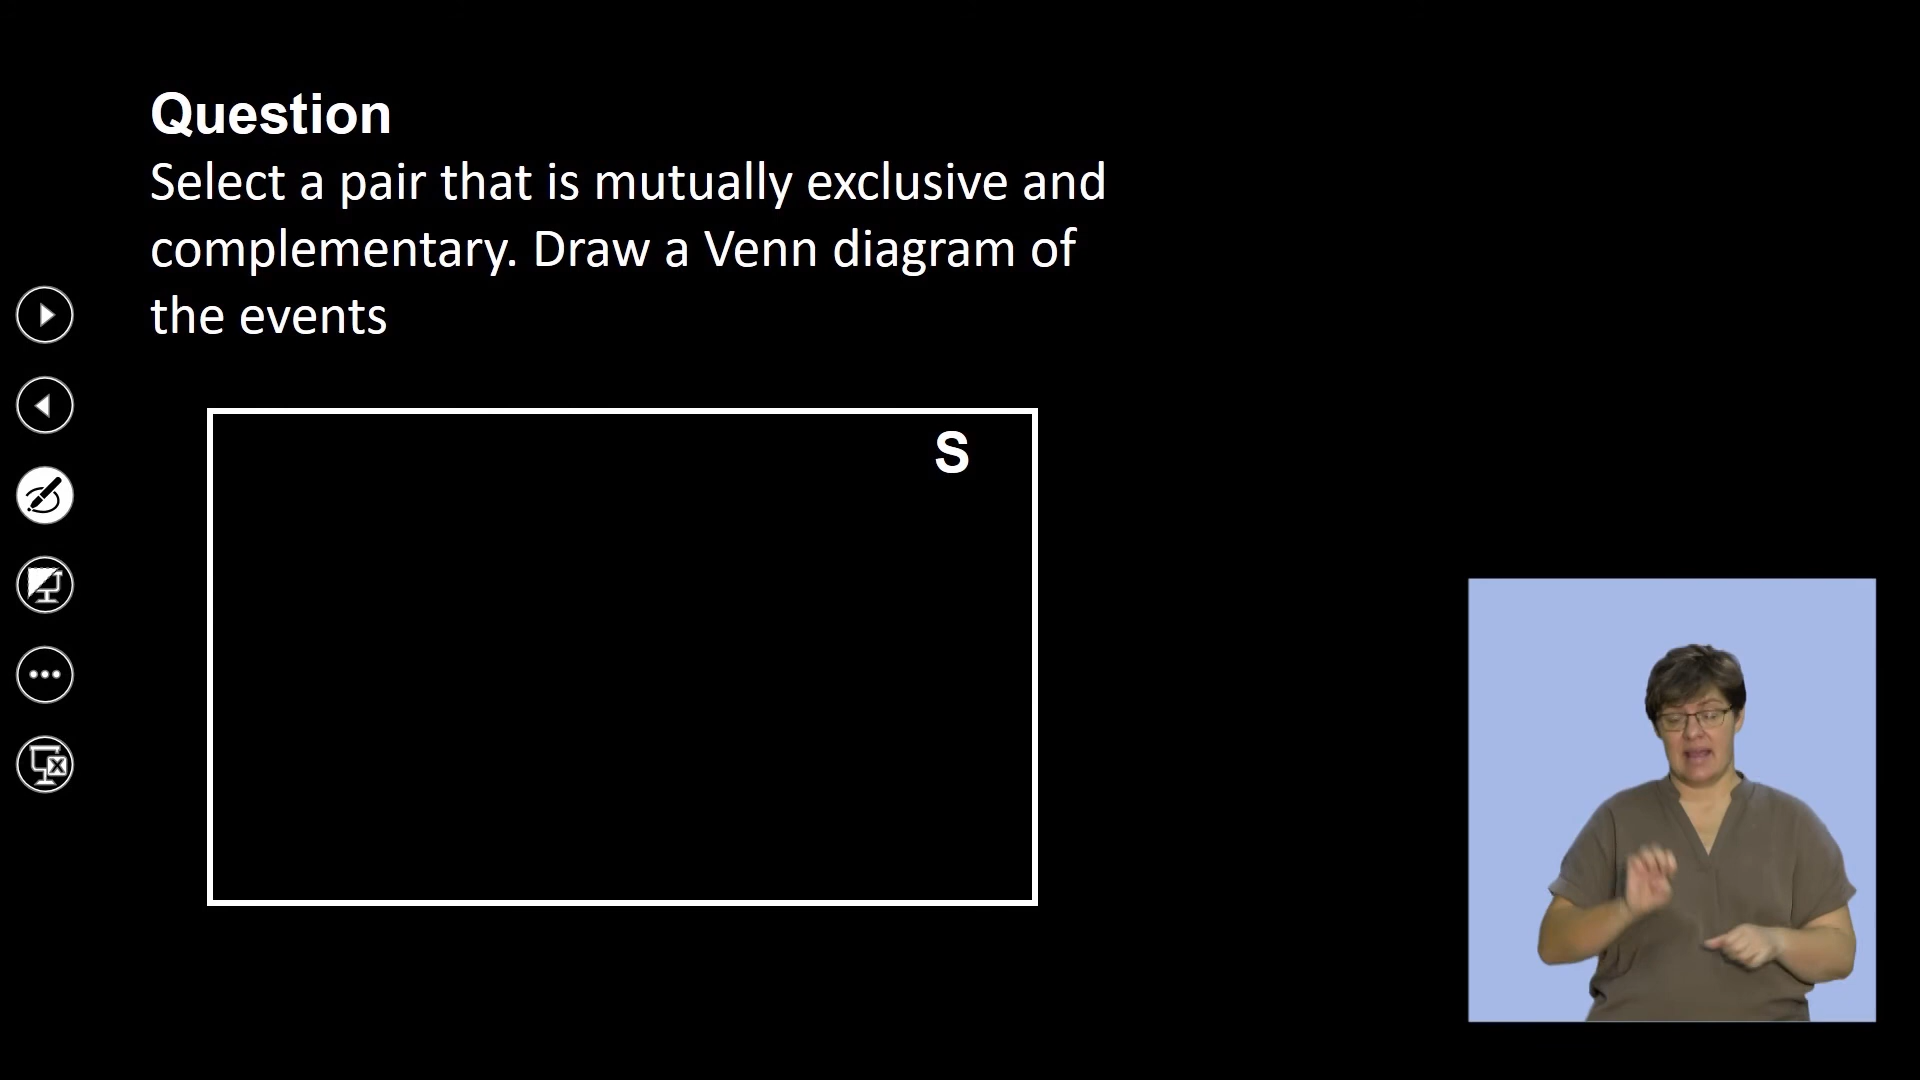 Question
Select a pair that is mutually exclusive and
complementary. Draw a Venn diagram of
the events
S